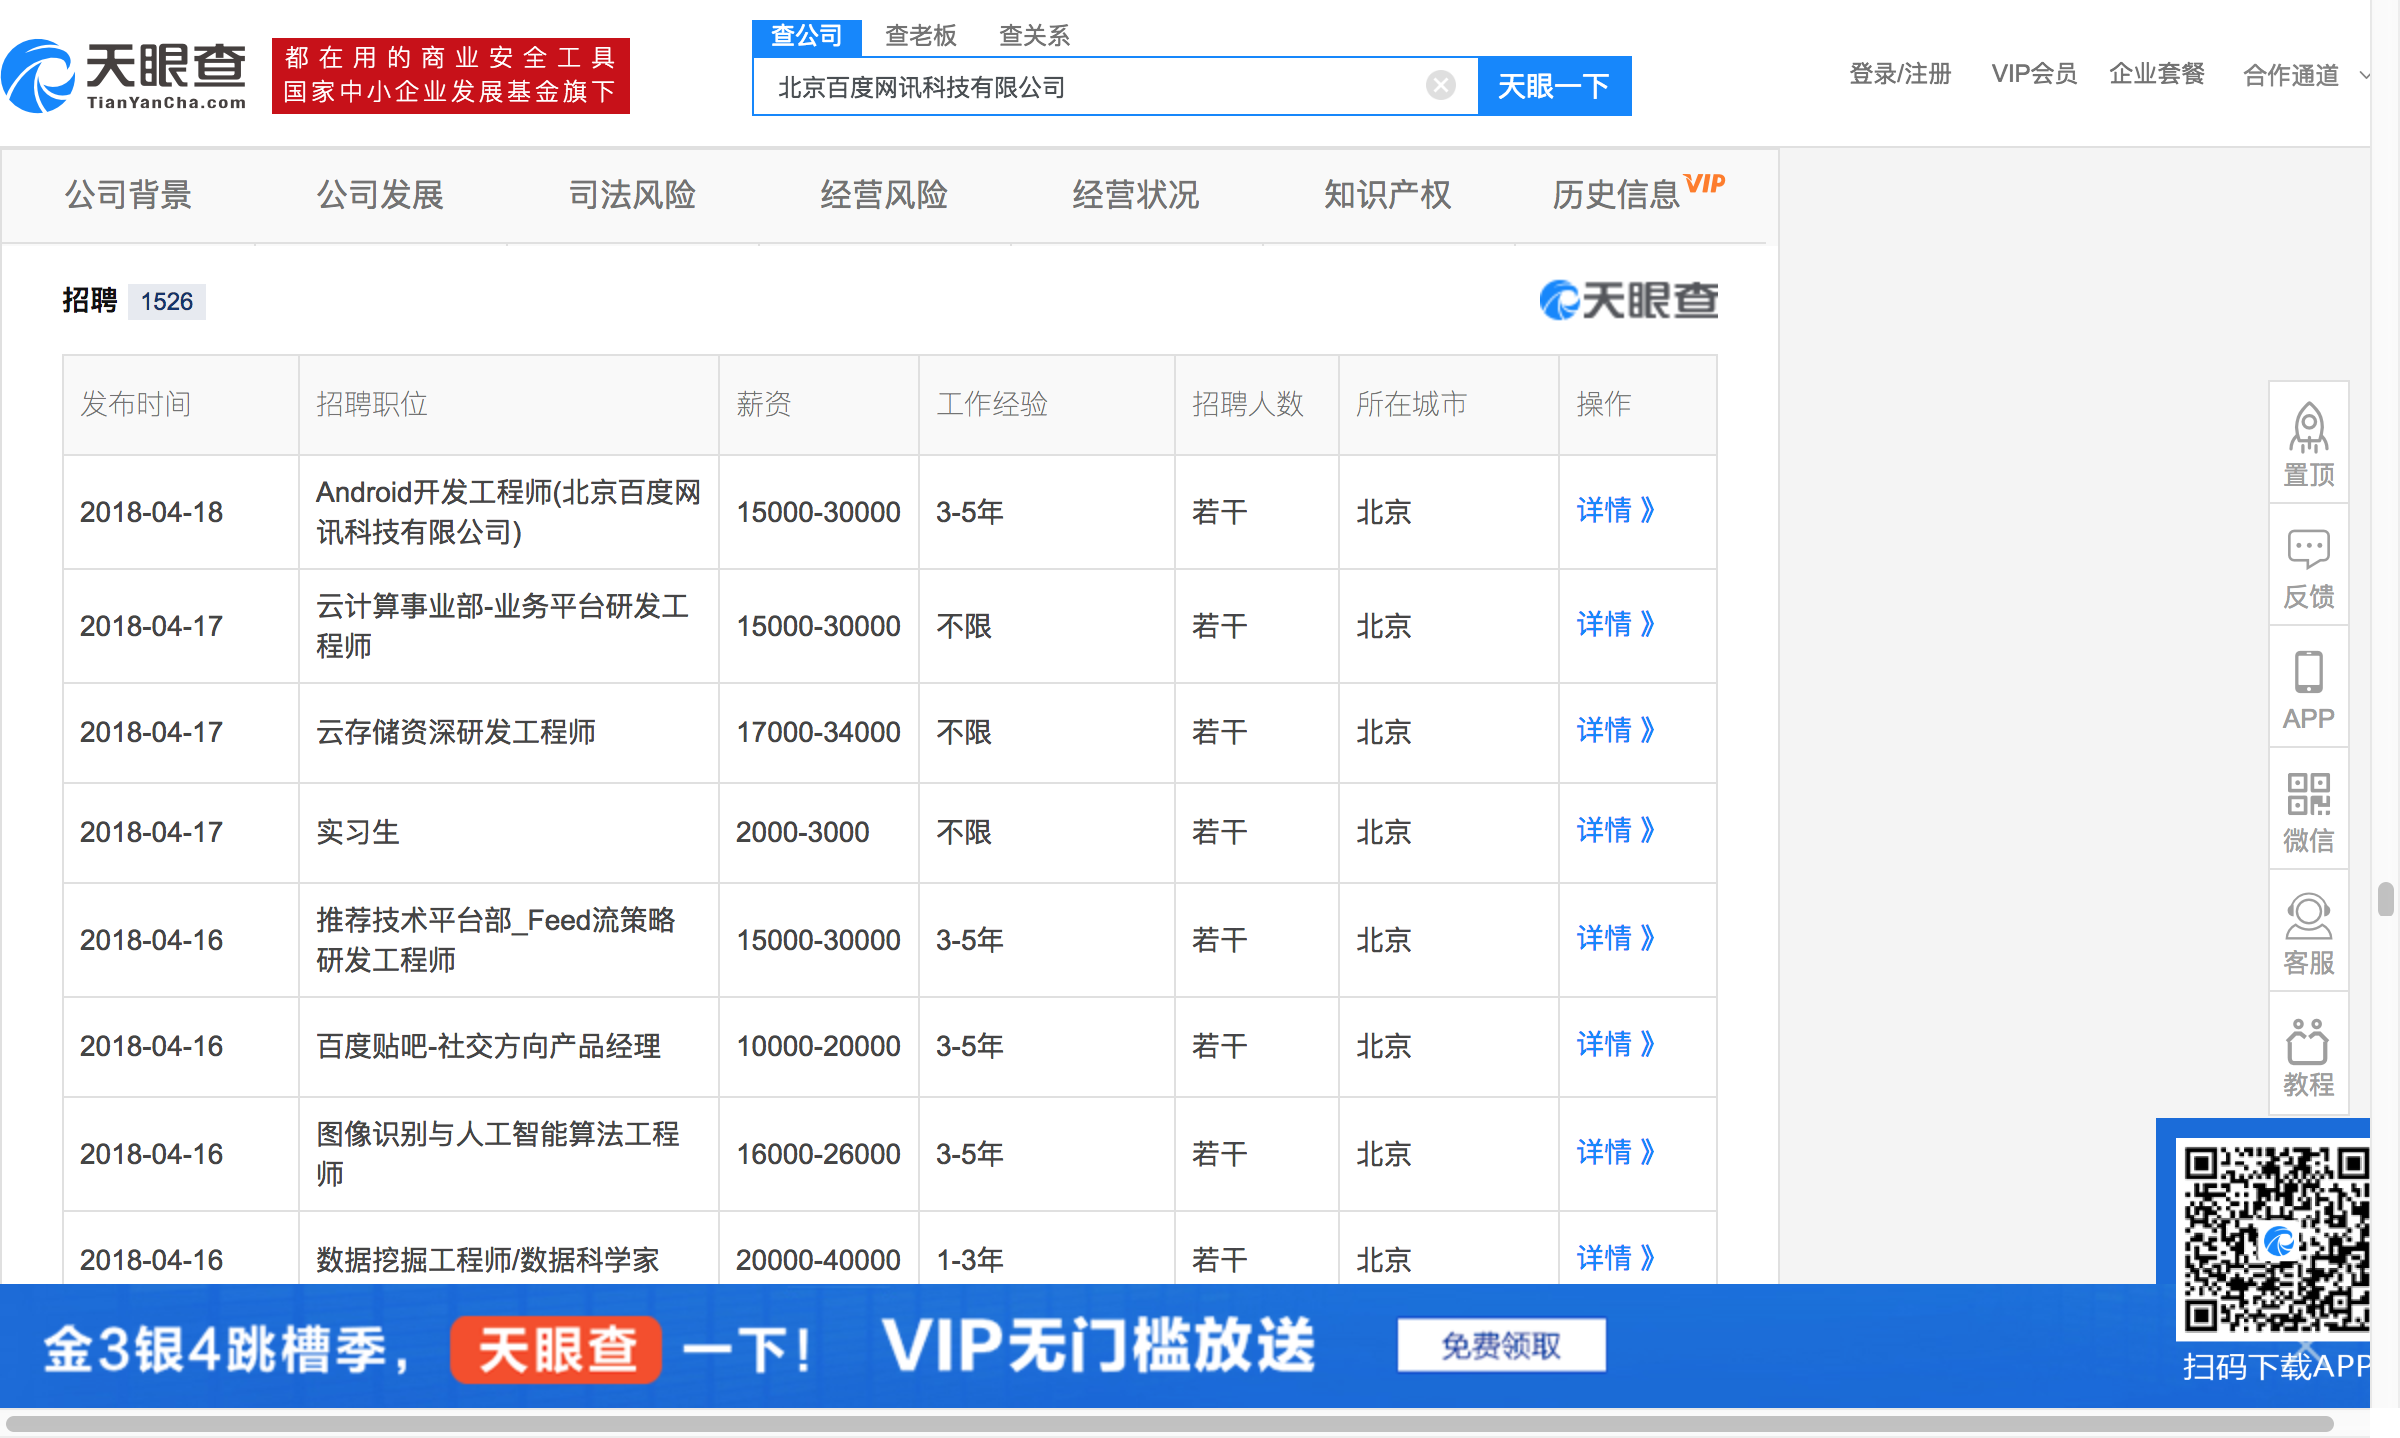 天眼查
TianYanCha.com
都在用的商业安全工具
国家中小企业发展基金旗下
查公司 查老板 查关系
北京百度网讯科技有限公司
天眼一下
登录/注册 VIP会员 企业套餐 合作通道
公司背景 公司发展 司法风险 经营风险 经营状况 知识产权 历史信息 VIP
招聘 1526
天眼查
发布时间 招聘职位 薪资 工作经验 招聘人数 所在城市 操作
2018-04-18 Android开发工程师(北京百度网
讯科技有限公司) 15000-30000 3-5年 若干 北京 详情 》
2018-04-17 云计算事业部-业务平台研发工
程师 15000-30000 不限 若干 北京 详情 》
2018-04-17 云存储资深研发工程师 17000-34000 不限 若干 北京 详情 》
2018-04-17 实习生 2000-3000 不限 若干 北京 详情 》
2018-04-16 推荐技术平台部_Feed流策略
研发工程师 15000-30000 3-5年 若干 北京 详情 》
2018-04-16 百度贴吧-社交方向产品经理 10000-20000 3-5年 若干 北京 详情 》
2018-04-16 图像识别与人工智能算法工程
师 16000-26000 3-5年 若干 北京 详情 》
2018-04-16 数据挖掘工程师/数据科学家 20000-40000 1-3年 若干 北京 详情 》
置顶
反馈
APP
微信
客服
教程
金3银4跳槽季， 天眼查 一下！ VIP无门槛放送 免费领取
扫码下载APP